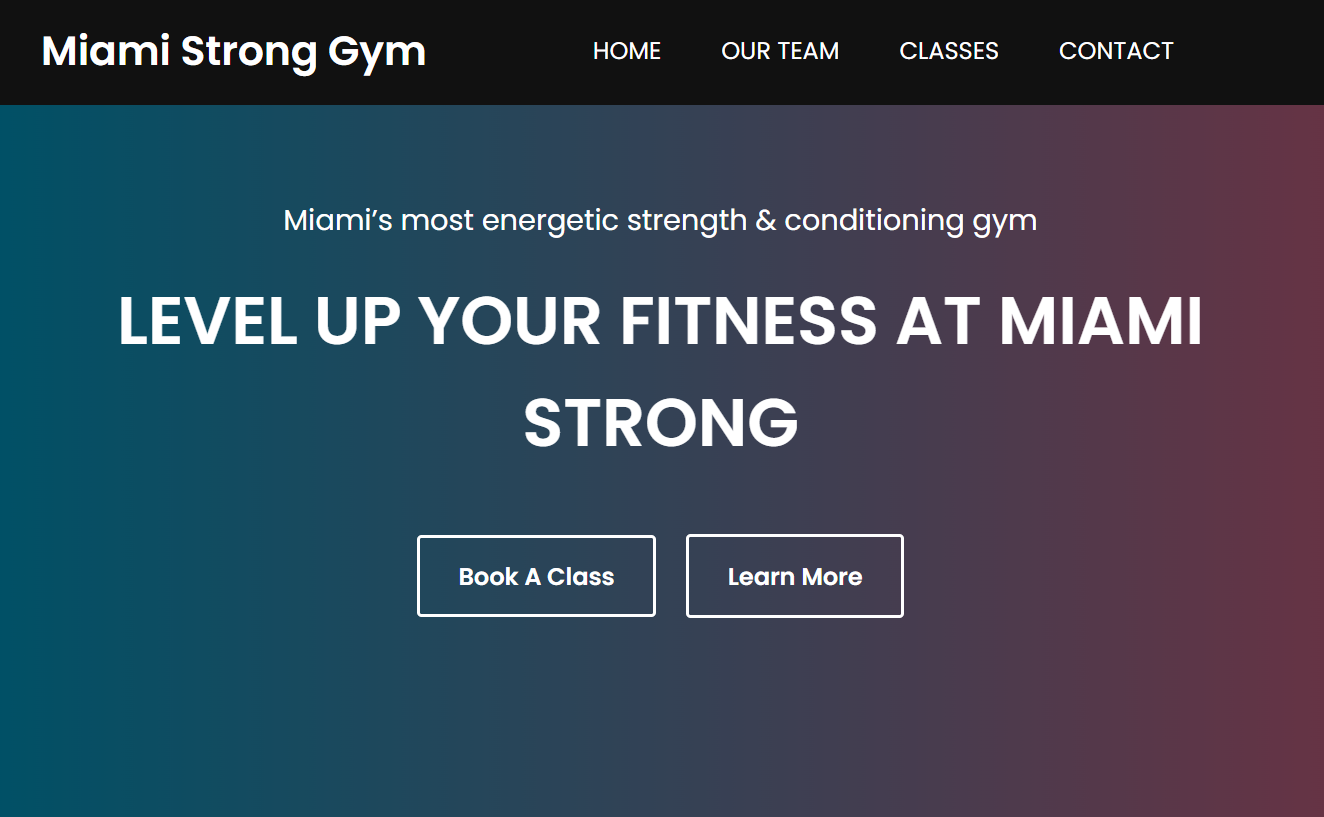 Miami Strong Gym
HOME OUR TEAM CLASSES CONTACT
Miami’s most energetic strength & conditioning gym
LEVEL UP YOUR FITNESS AT MIAMI
STRONG
Book A Class
Learn More